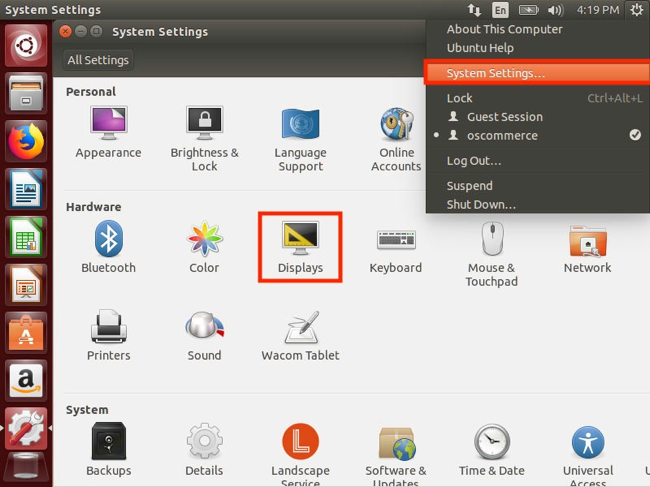 System Settings
En
4:19 PM
System Settings
All Settings
About This Computer
Ubuntu Help
System Settings...
Lock Ctrl+Alt+L
Guest Session
oscommerce
Log Out...
Suspend
Shut Down...
Personal
Appearance
Brightness &
Lock
Language
Support
Online
Accounts
Hardware
Bluetooth
Color
Displays
Keyboard
Mouse &
Touchpad
Network
Printers
Sound
Wacom Tablet
System
Backups
Details
Landscape
Service
Software &
Updates
Time & Date
Universal
Access